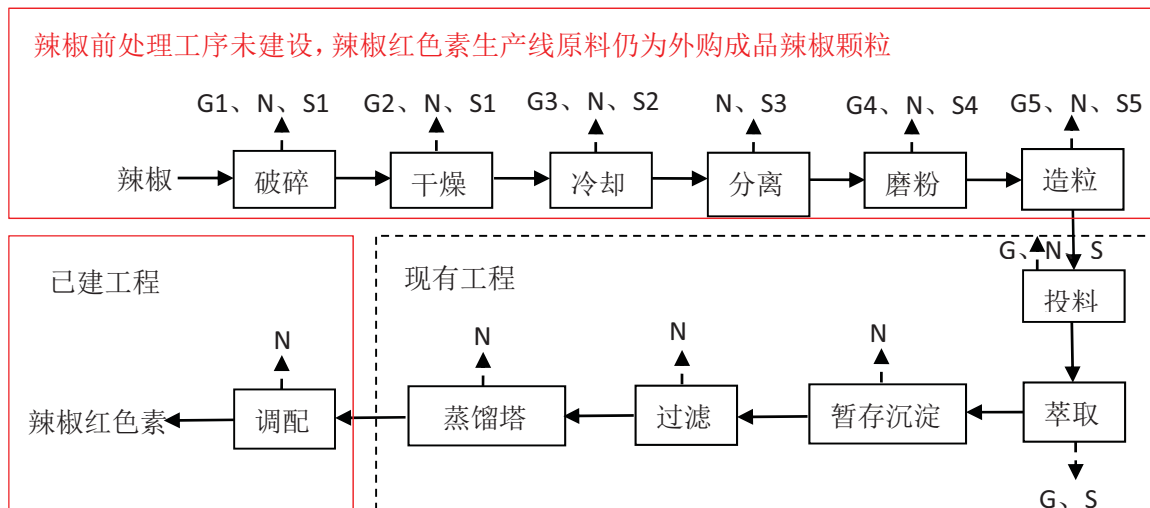 辣椒前处理工序未建设，辣椒红色素生产线原料仍为外购成品辣椒颗粒
G1、N、S1
G2、N、S1
G3、N、S2
N、S3
G4、N、S4
G5、N、S5
辣椒
破碎
干燥
冷却
分离
磨粉
造粒
已建工程
现有工程
G、N、S
投料
N
N
N
N
辣椒红色素
调配
蒸馏塔
过滤
暂存沉淀
萃取
G、S